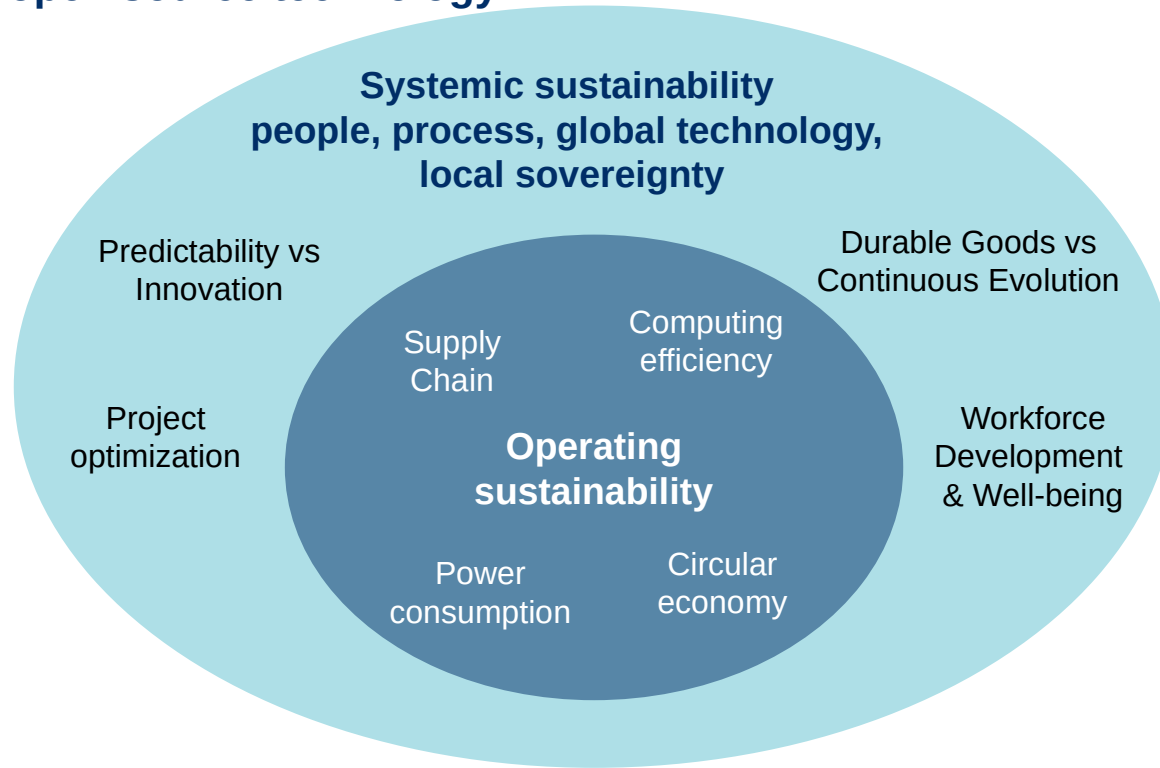 Systemic sustainability
people, process, global technology,
local sovereignty
Predictability vs
Innovation
Durable Goods vs
Continuous Evolution
Supply
Chain
Computing
efficiency
Project
optimization
Operating
sustainability
Workforce
Development
& Well-being
Power
consumption
Circular
economy